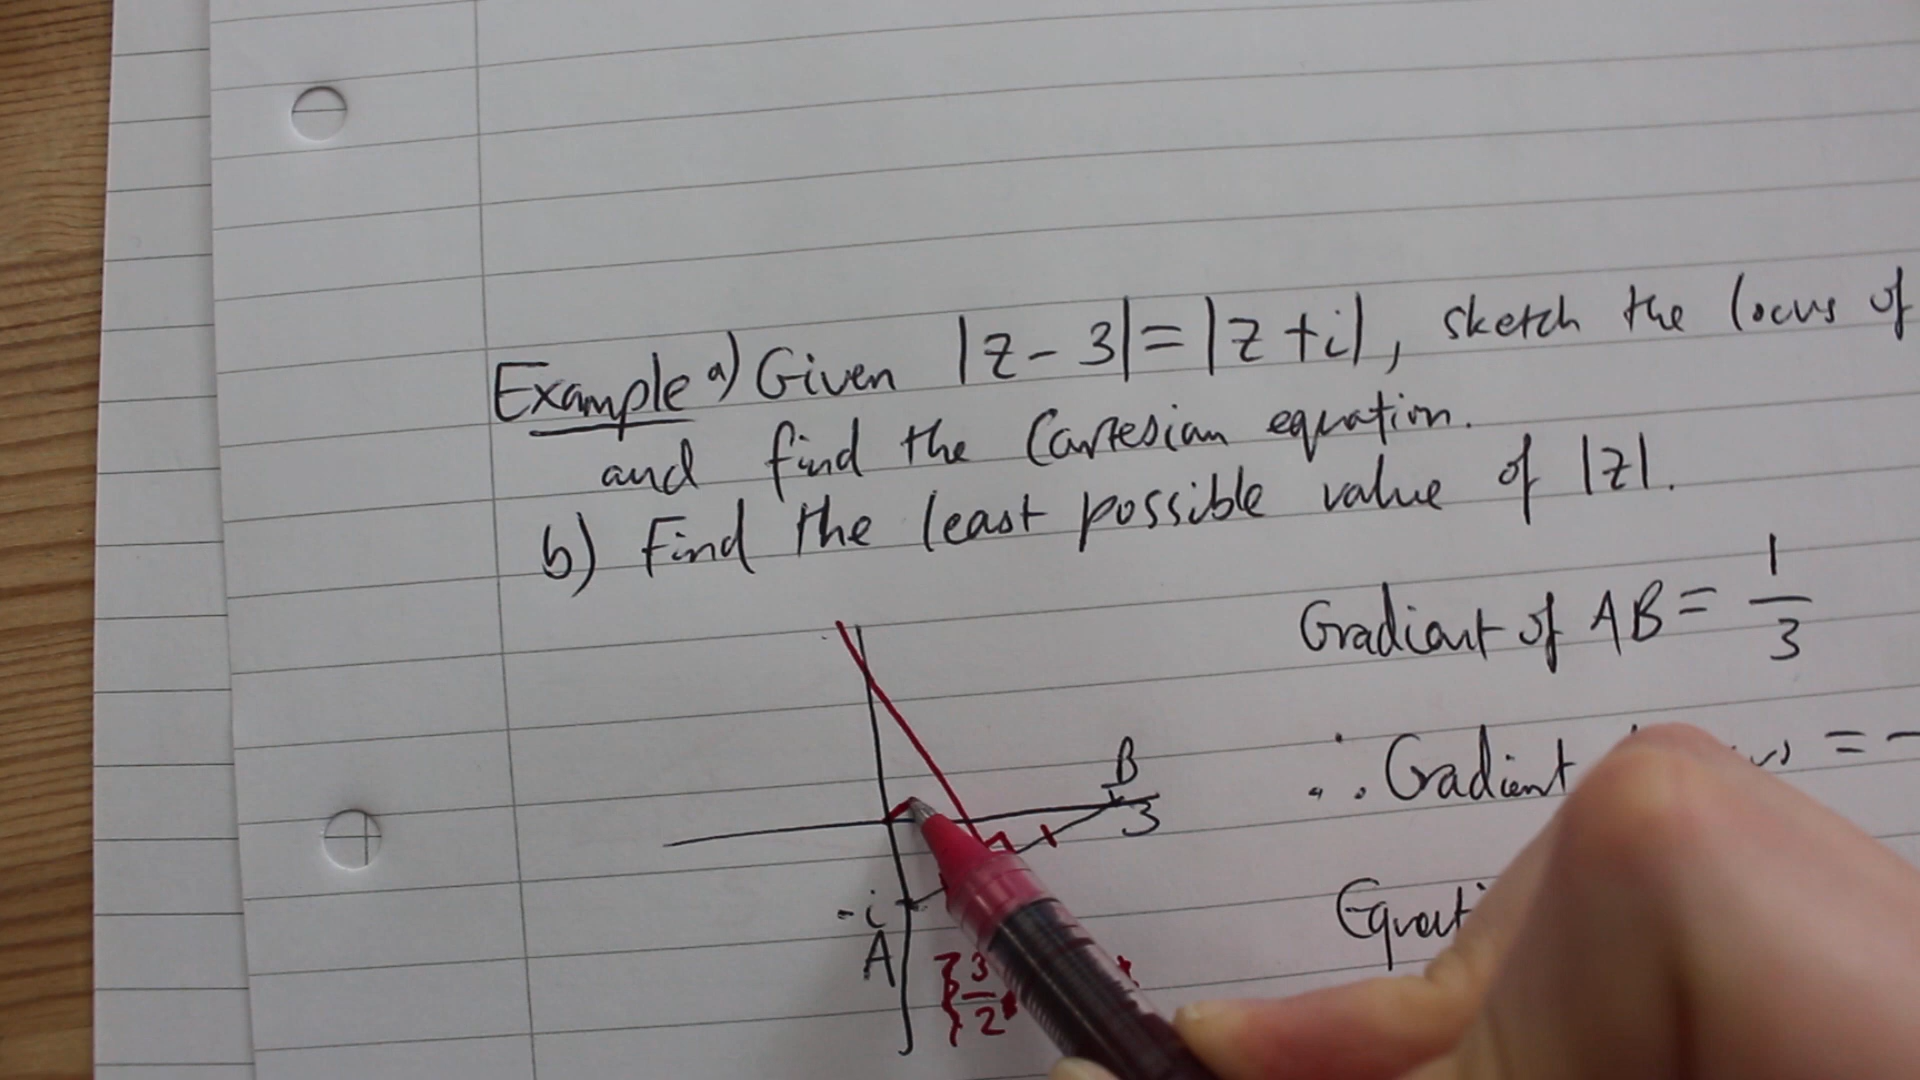 Example a) Given |z - 3| = |z + i|, sketch the locus of
and find the Cartesian equation.
b) Find the least possible value of |z|.
Gradient of AB = 1/3
∴ Gradient = -
B
3
-i
A
3/2